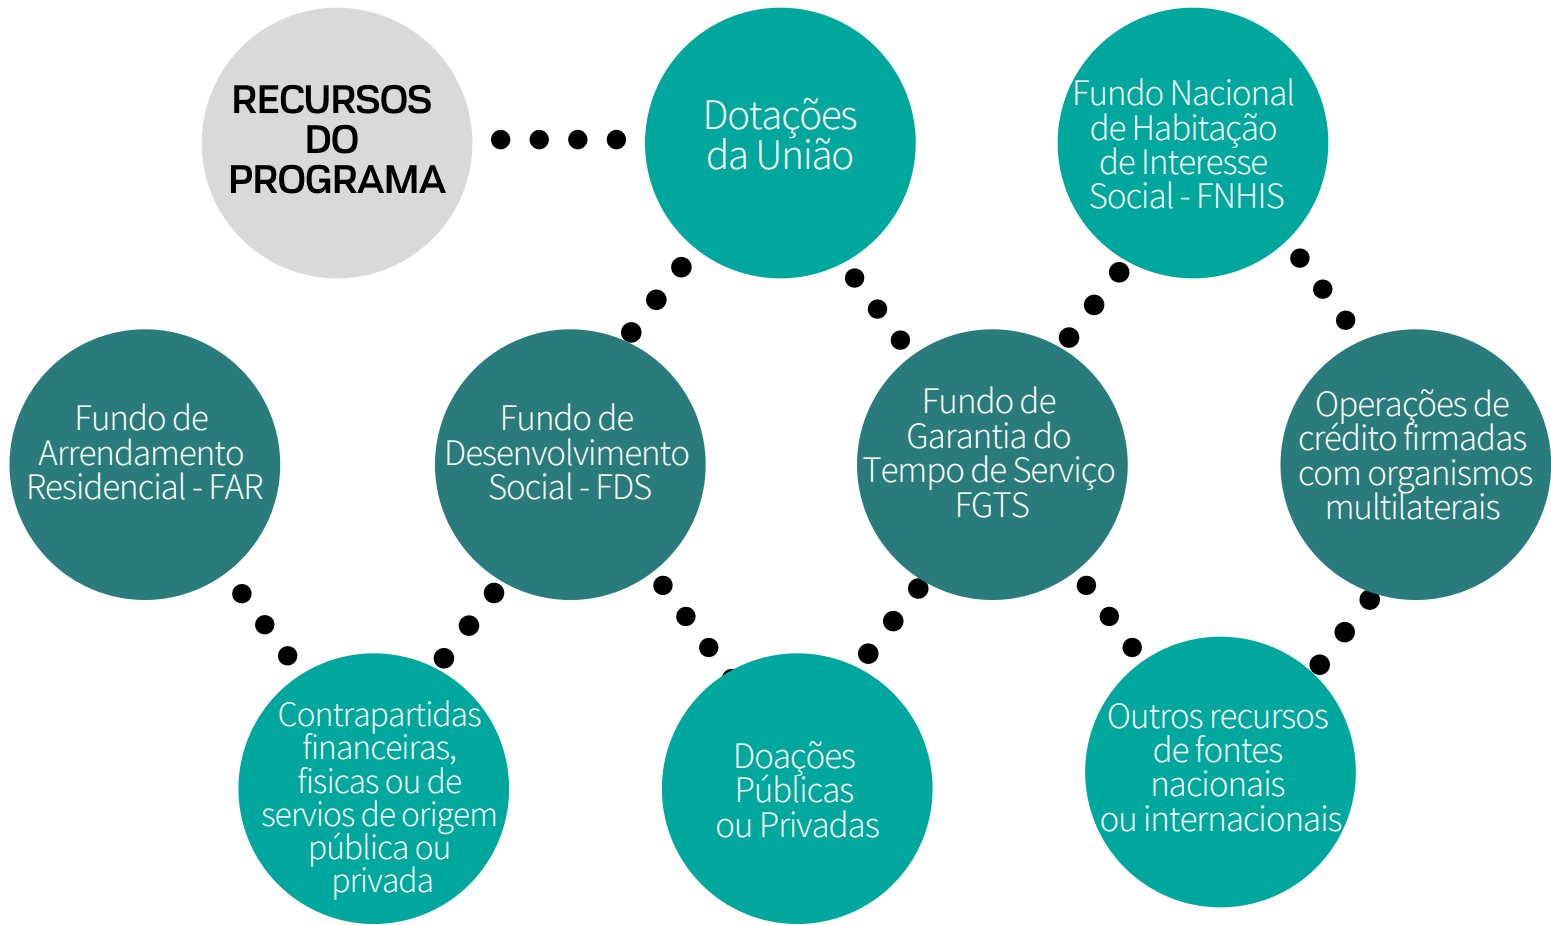 RECURSOS
DO
PROGRAMA
Dotações
da União
Fundo Nacional
de Habitação
de Interesse
Social - FNHIS
Fundo de
Arrendamento
Residencial - FAR
Fundo de
Desenvolvimento
Social - FDS
Fundo de
Garantia do
Tempo de Serviço
FGTS
Operações de
crédito firmadas
com organismos
multilaterais
Contrapartidas
financeiras,
fisicas ou de
servios de origem
pública ou
privada
Doações
Públicas
ou Privadas
Outros recursos
de fontes
nacionais
ou internacionais